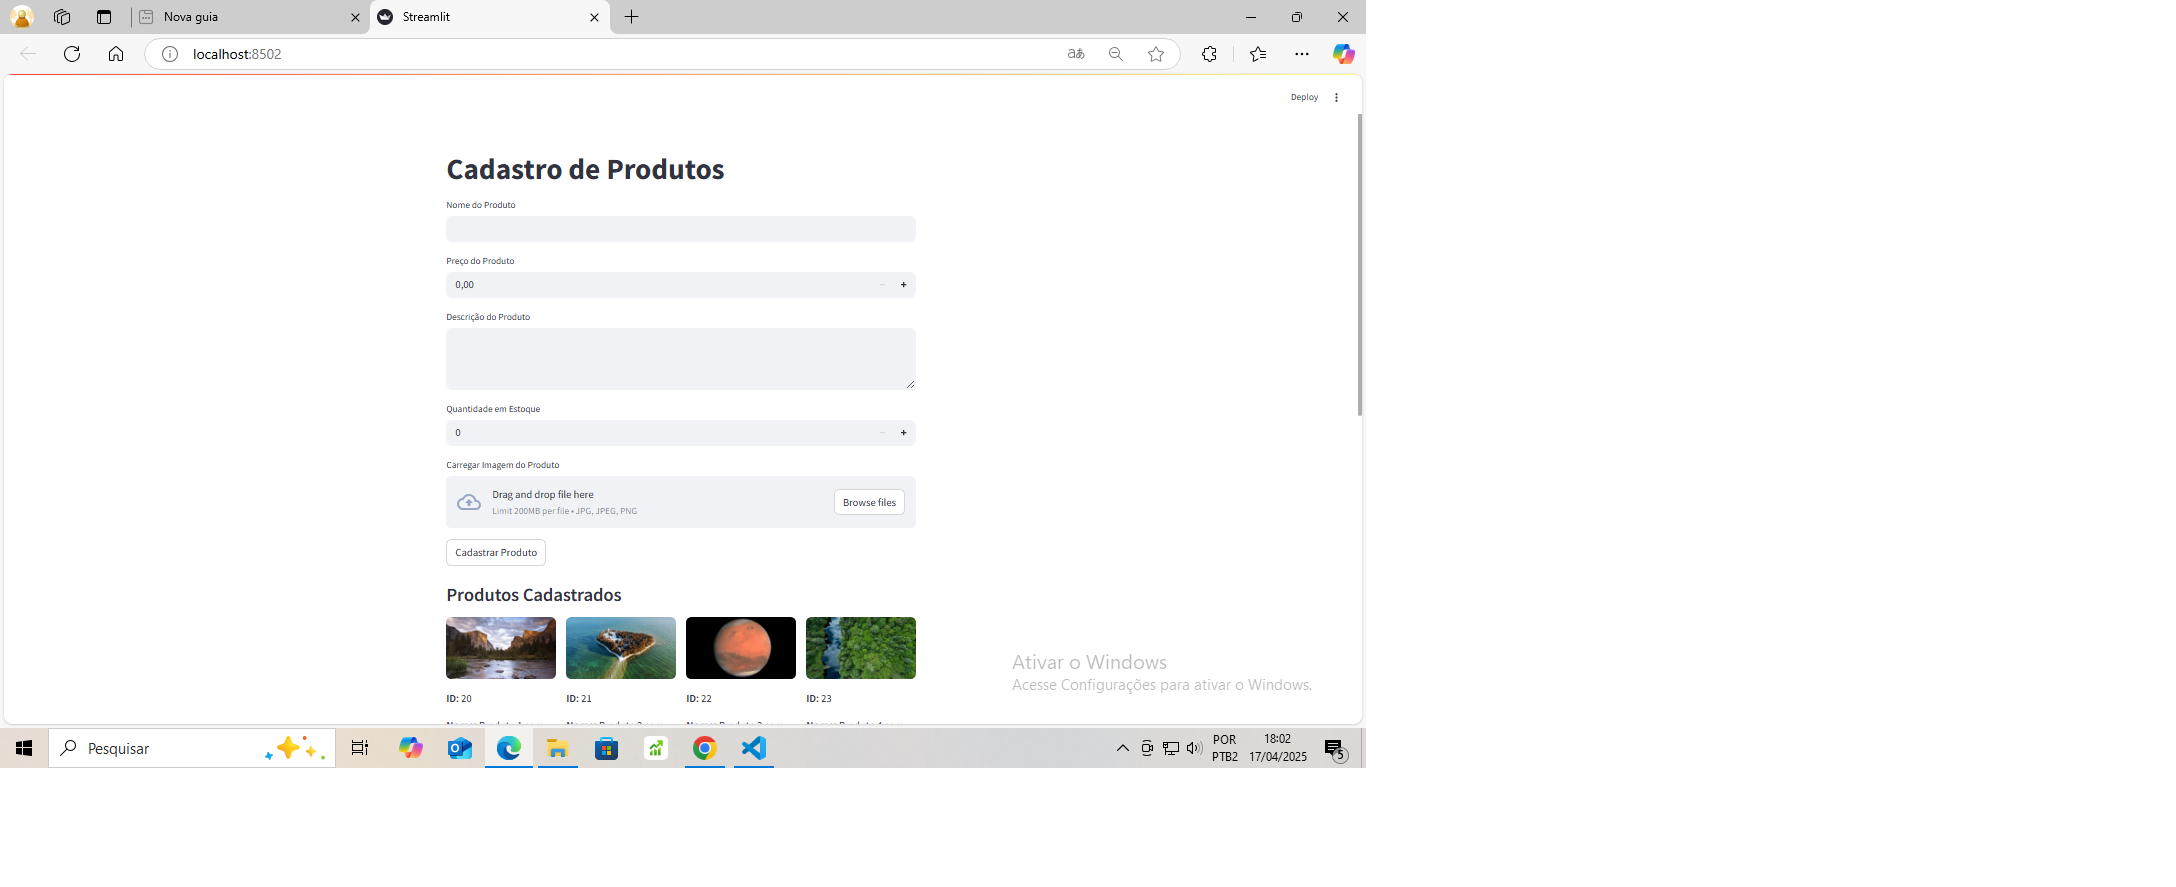 Nova guia
Streamlit
localhost:8502
Deploy
Cadastro de Produtos
Nome do Produto
Preço do Produto
0,00
Descrição do Produto
Quantidade em Estoque
0
Carregar Imagem do Produto
Drag and drop file here
Limit 200MB per file • JPG, JPEG, PNG
Browse files
Cadastrar Produto
Produtos Cadastrados
ID: 20
ID: 21
ID: 22
ID: 23
Ativar o Windows
Acesse Configurações para ativar o Windows.
Pesquisar
POR
PTB2
18:02
17/04/2025
5